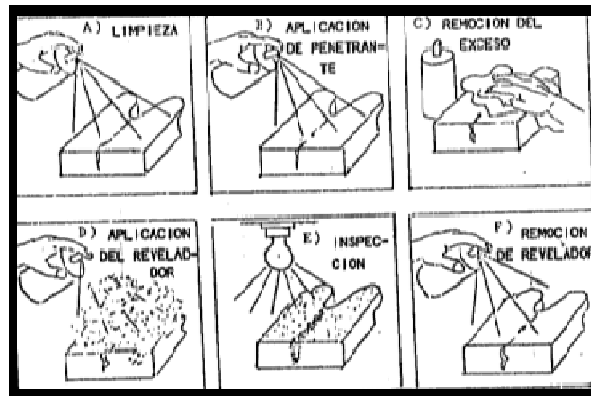 A) LIMPIEZA
B) APLICACION
DE PENETRAN-
TE
C) REMOCION DEL
EXCESO
D) APLICACION
DEL REVELAD-
DOR
E) INSPEC-
CION
F) REMOCION
DE REVELADOR